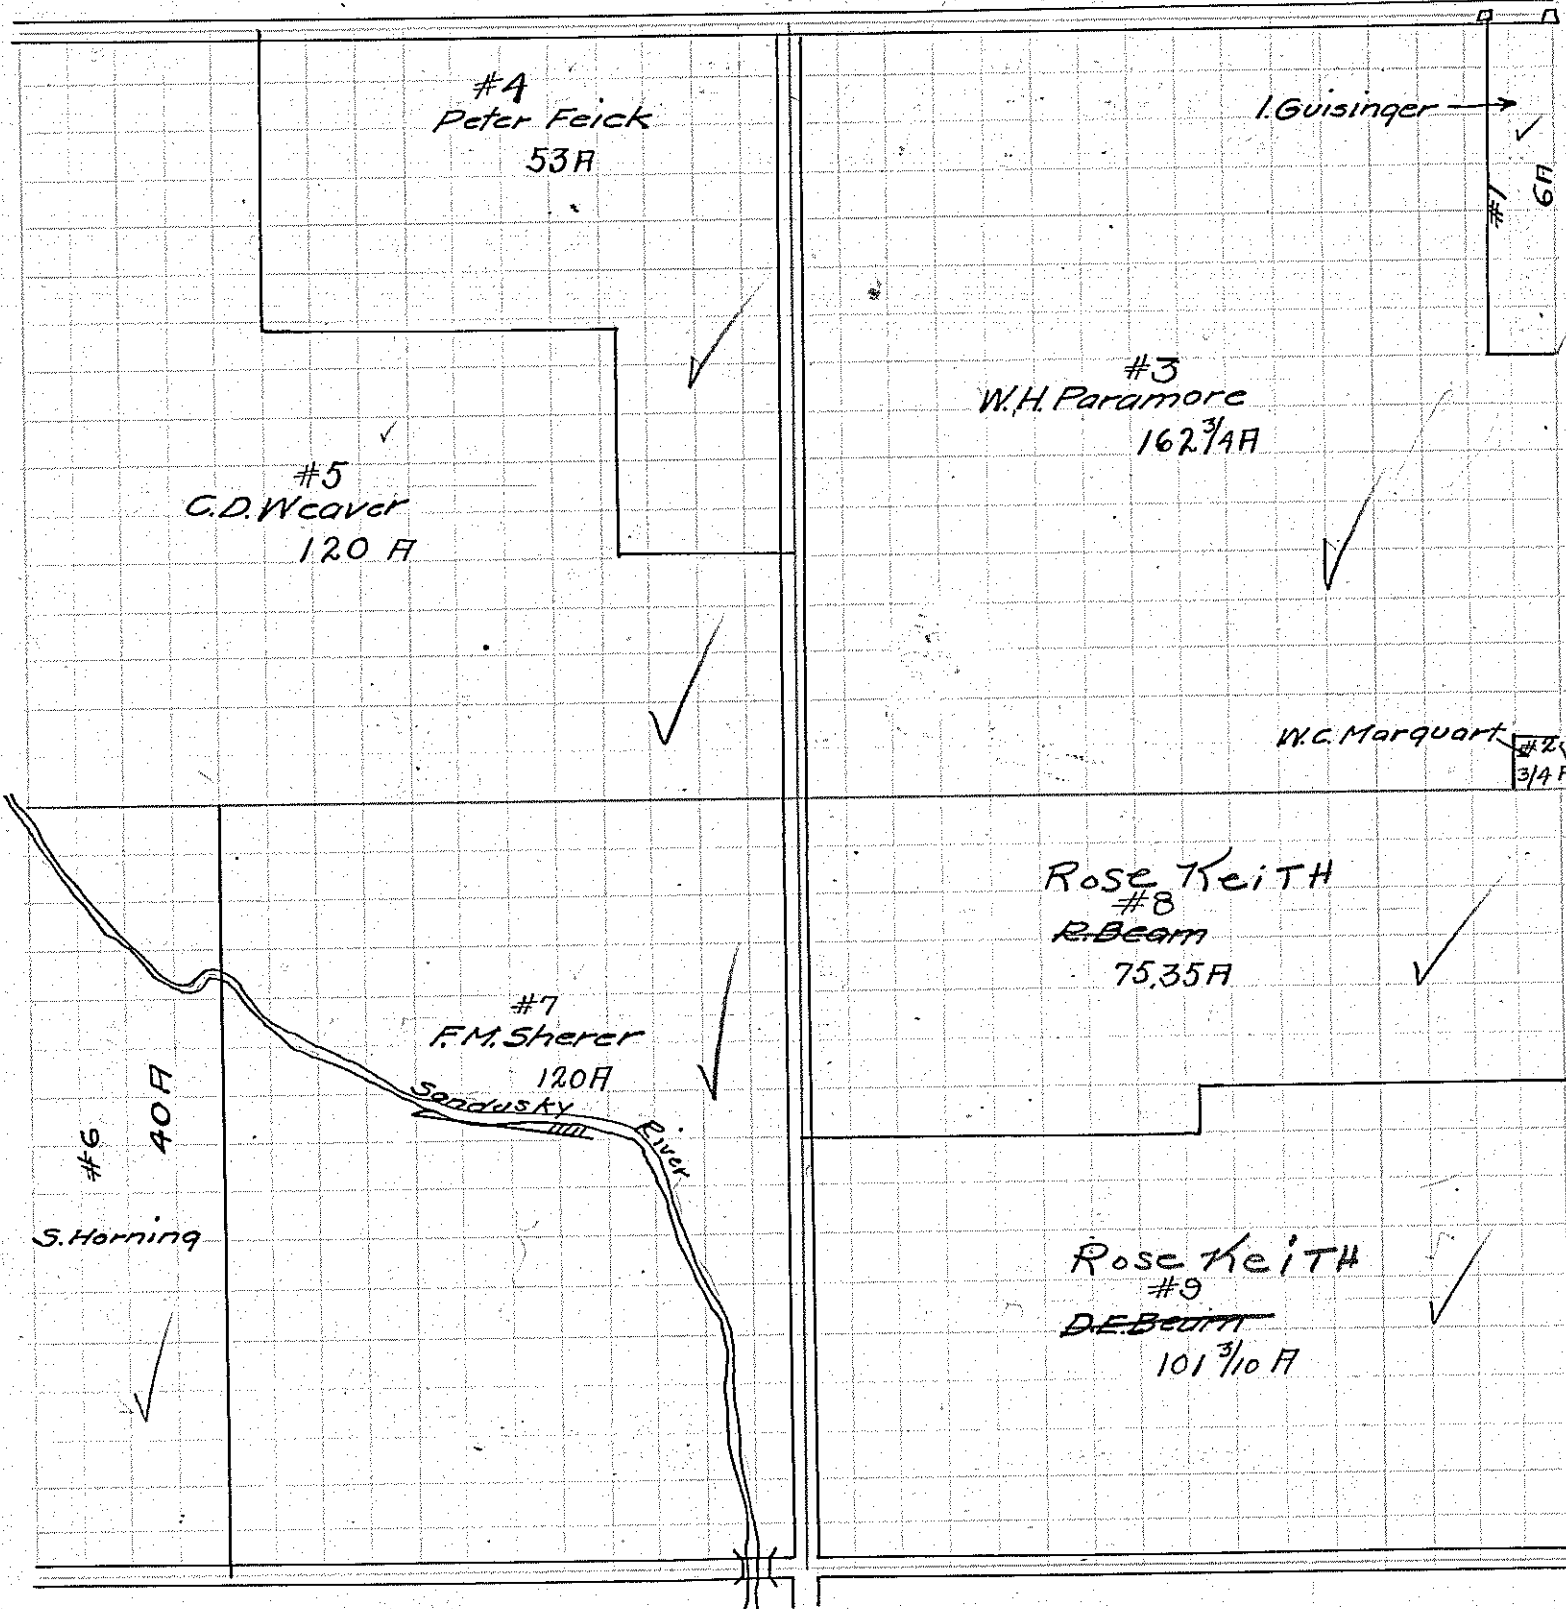 #4
Peter Feick
53A
I. Guisinger
#1
6A
#3
W.H. Paramore
162 3/4 A
#5
C.D. Weaver
120 A
W.C. Marquart
#2
3/4 A
Rose Keith
#8
R. Beam
75.35A
#7
F.M. Sherer
120A
Sandusky
River
#6
40 A
S. Horning
Rose Keith
#9
D.E. Beam
101 3/10 A